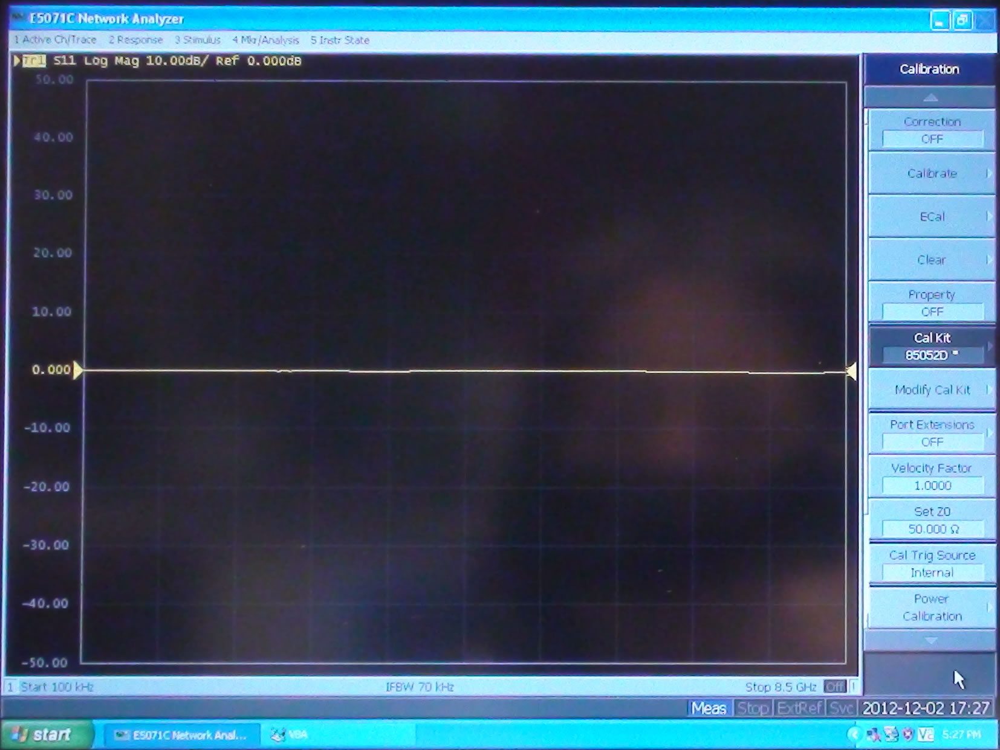 E5071C Network Analyzer
1 Active Ch/Trace 2 Response 3 Stimulus 4 Mkr/Analysis 5 Instr State
Tr1 S11 Log Mag 10.00dB/ Ref 0.000dB
50.00
40.00
30.00
20.00
10.00
0.000
-10.00
-20.00
-30.00
-40.00
-50.00
1 Start 100 kHz IFBW 70 kHz Stop 8.5 GHz Off
Calibration
Correction
OFF
Calibrate
ECal
Clear
Property
OFF
Cal Kit
85052D *
Modify Cal Kit
Port Extensions
OFF
Velocity Factor
1.0000
Set Z0
50.000 Ω
Cal Trig Source
Internal
Power
Calibration
Meas Stop ExtRef Svc 2012-12-02 17:27
start E5071C Network Anal... VBA V2 5:27 PM